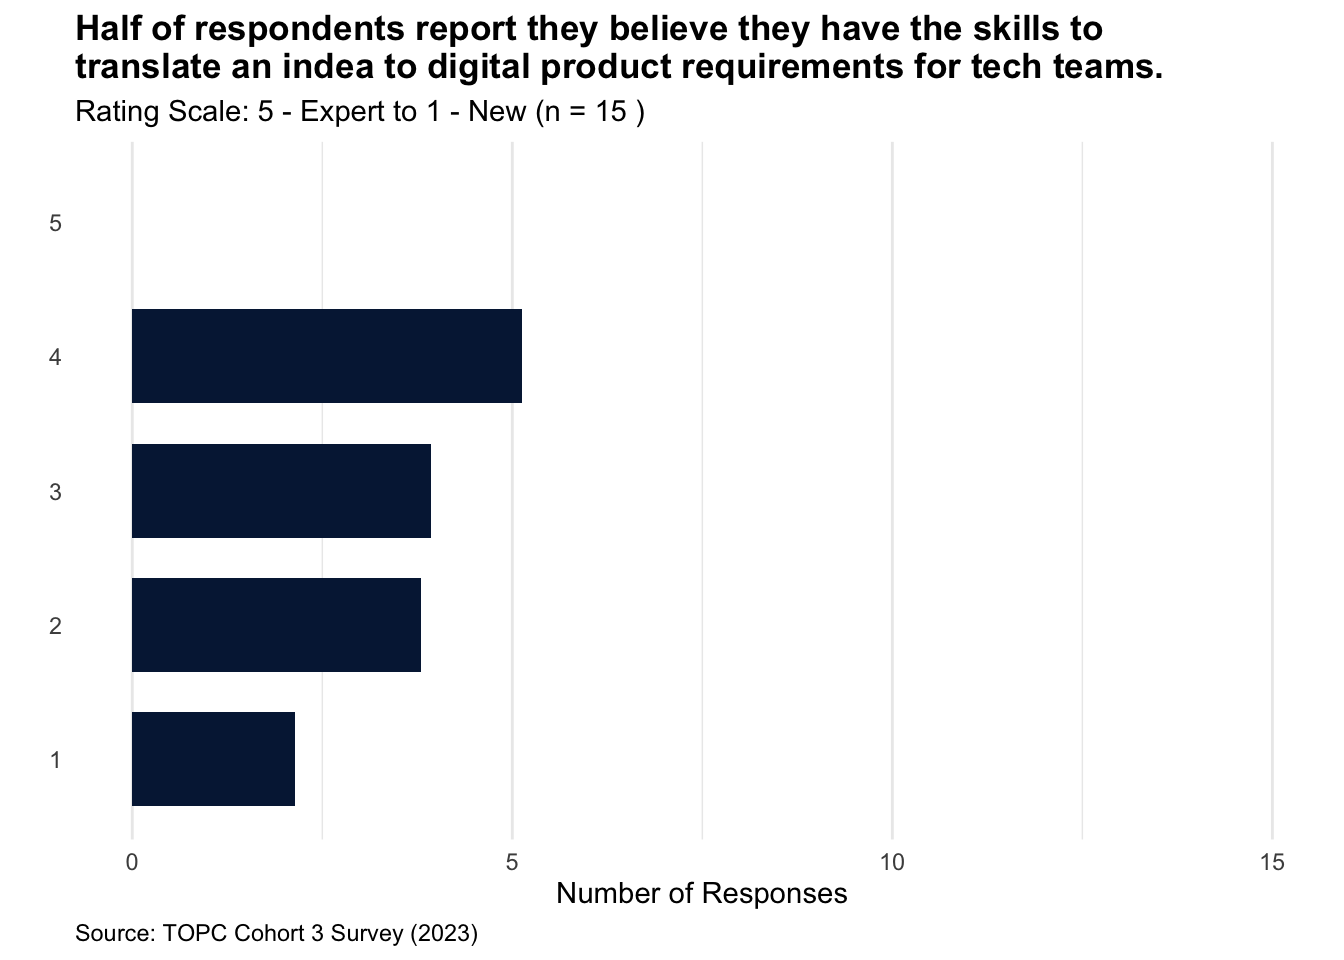 Half of respondents report they believe they have the skills to
translate an indea to digital product requirements for tech teams.
Rating Scale: 5 - Expert to 1 - New (n = 15 )
5
4
3
2
1
0 5 10 15
Number of Responses
Source: TOPC Cohort 3 Survey (2023)